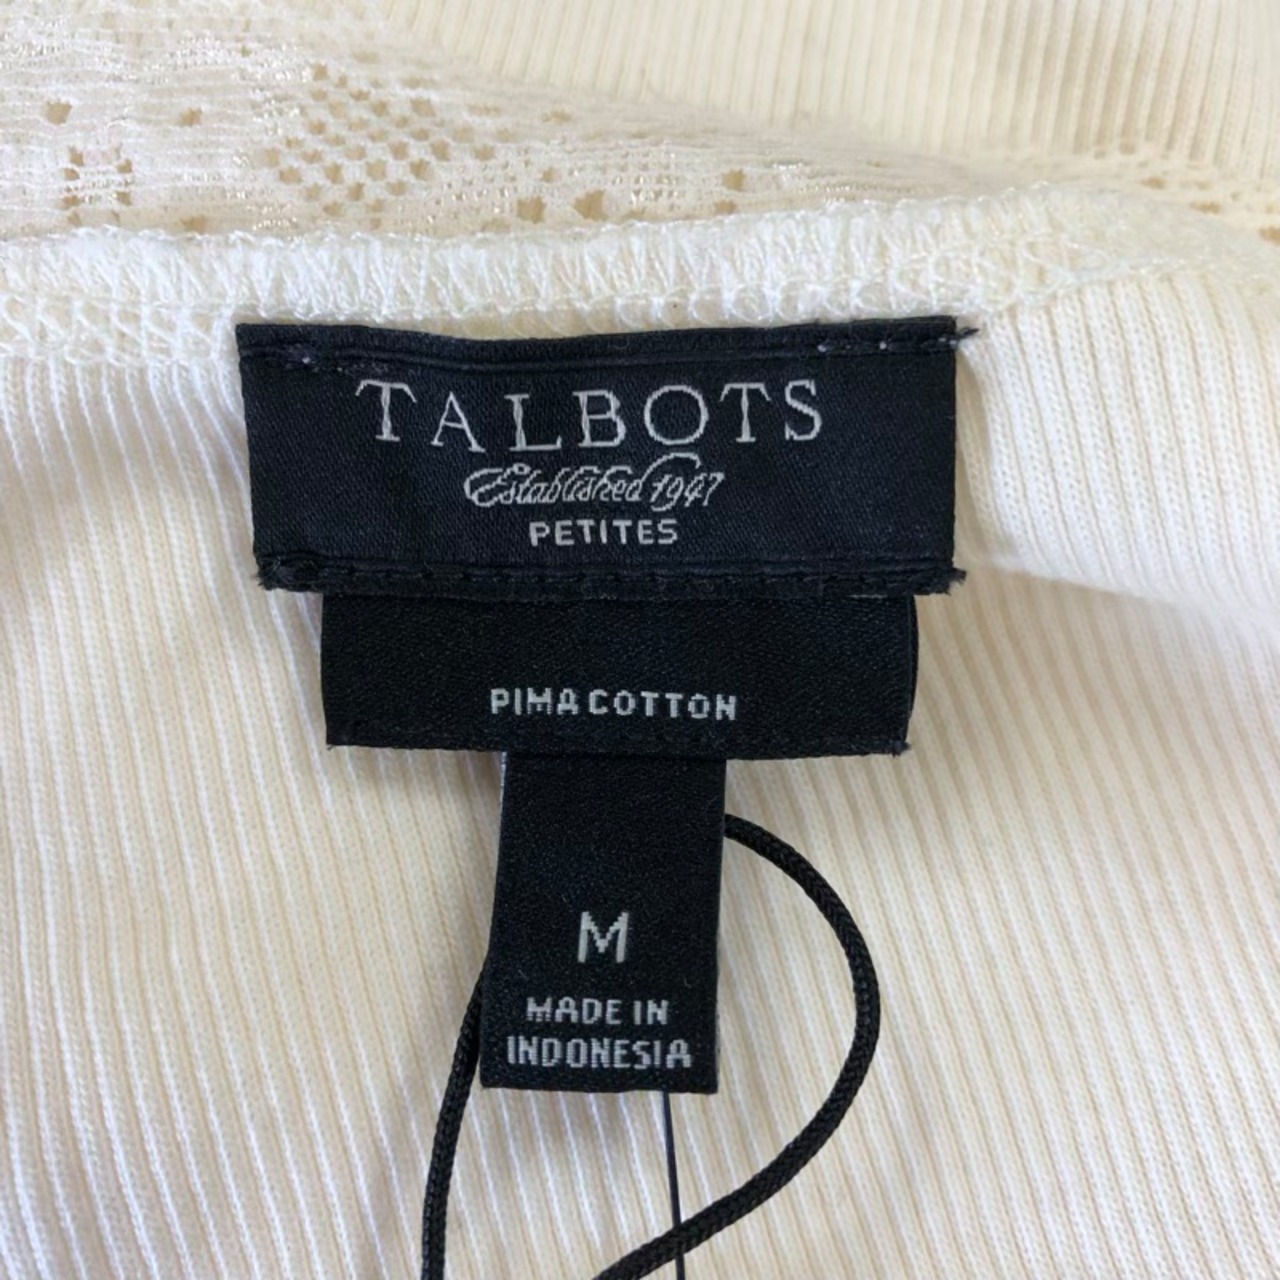 TALBOTS
Established 1947
PETITES
PIMA COTTON
M
MADE IN
INDONESIA